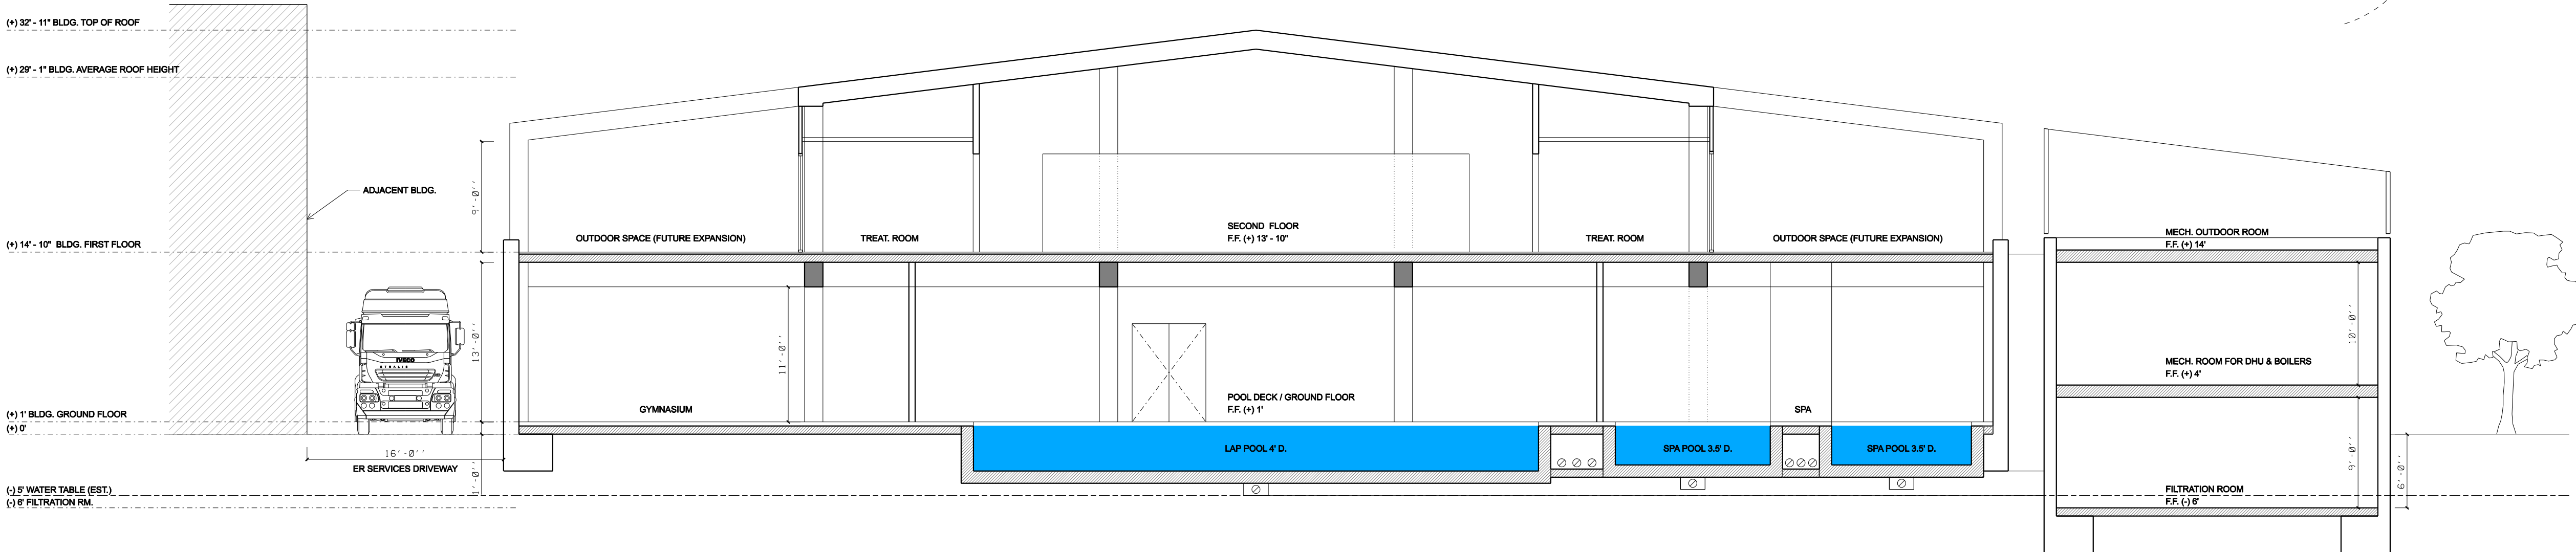 (+) 32' - 11" BLDG. TOP OF ROOF
(+) 29' - 1" BLDG. AVERAGE ROOF HEIGHT
ADJACENT BLDG.
9'-0''
(+) 14' - 10" BLDG. FIRST FLOOR
OUTDOOR SPACE (FUTURE EXPANSION)
TREAT. ROOM
SECOND FLOOR
F.F. (+) 13' - 10"
TREAT. ROOM
OUTDOOR SPACE (FUTURE EXPANSION)
MECH. OUTDOOR ROOM
F.F. (+) 14'
IVECO
STRALIS
13'-0''
11'-0''
10'-0''
MECH. ROOM FOR DHU & BOILERS
F.F. (+) 4'
(+) 1' BLDG. GROUND FLOOR
(+) 0'
GYMNASIUM
POOL DECK / GROUND FLOOR
F.F. (+) 1'
SPA
16'-0''
ER SERVICES DRIVEWAY
1'-0''
LAP POOL 4' D.
SPA POOL 3.5' D.
SPA POOL 3.5' D.
9'-0''
6'-0''
(-) 5' WATER TABLE (EST.)
(-) 6' FILTRATION RM.
FILTRATION ROOM
F.F. (-) 6'